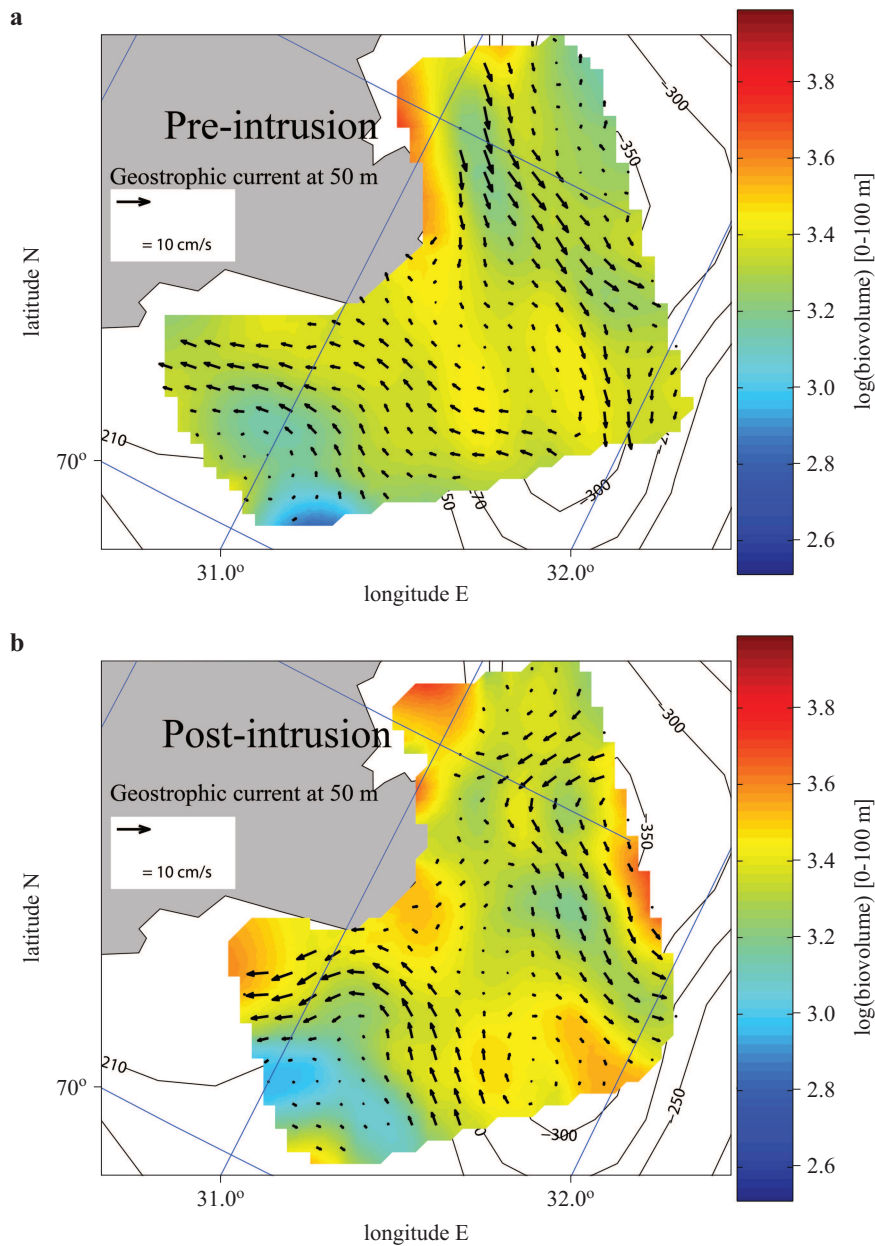 a
Pre-intrusion
Geostrophic current at 50 m
= 10 cm/s
latitude N
70°
210
31.0°
32.0°
longitude E
−300
−350
−300
3.8
3.6
3.4
3.2
3.0
2.8
2.6
log(biovolume) [0-100 m]
b
Post-intrusion
Geostrophic current at 50 m
= 10 cm/s
latitude N
70°
210
31.0°
32.0°
longitude E
−300
−350
−250
−300
3.8
3.6
3.4
3.2
3.0
2.8
2.6
log(biovolume) [0-100 m]